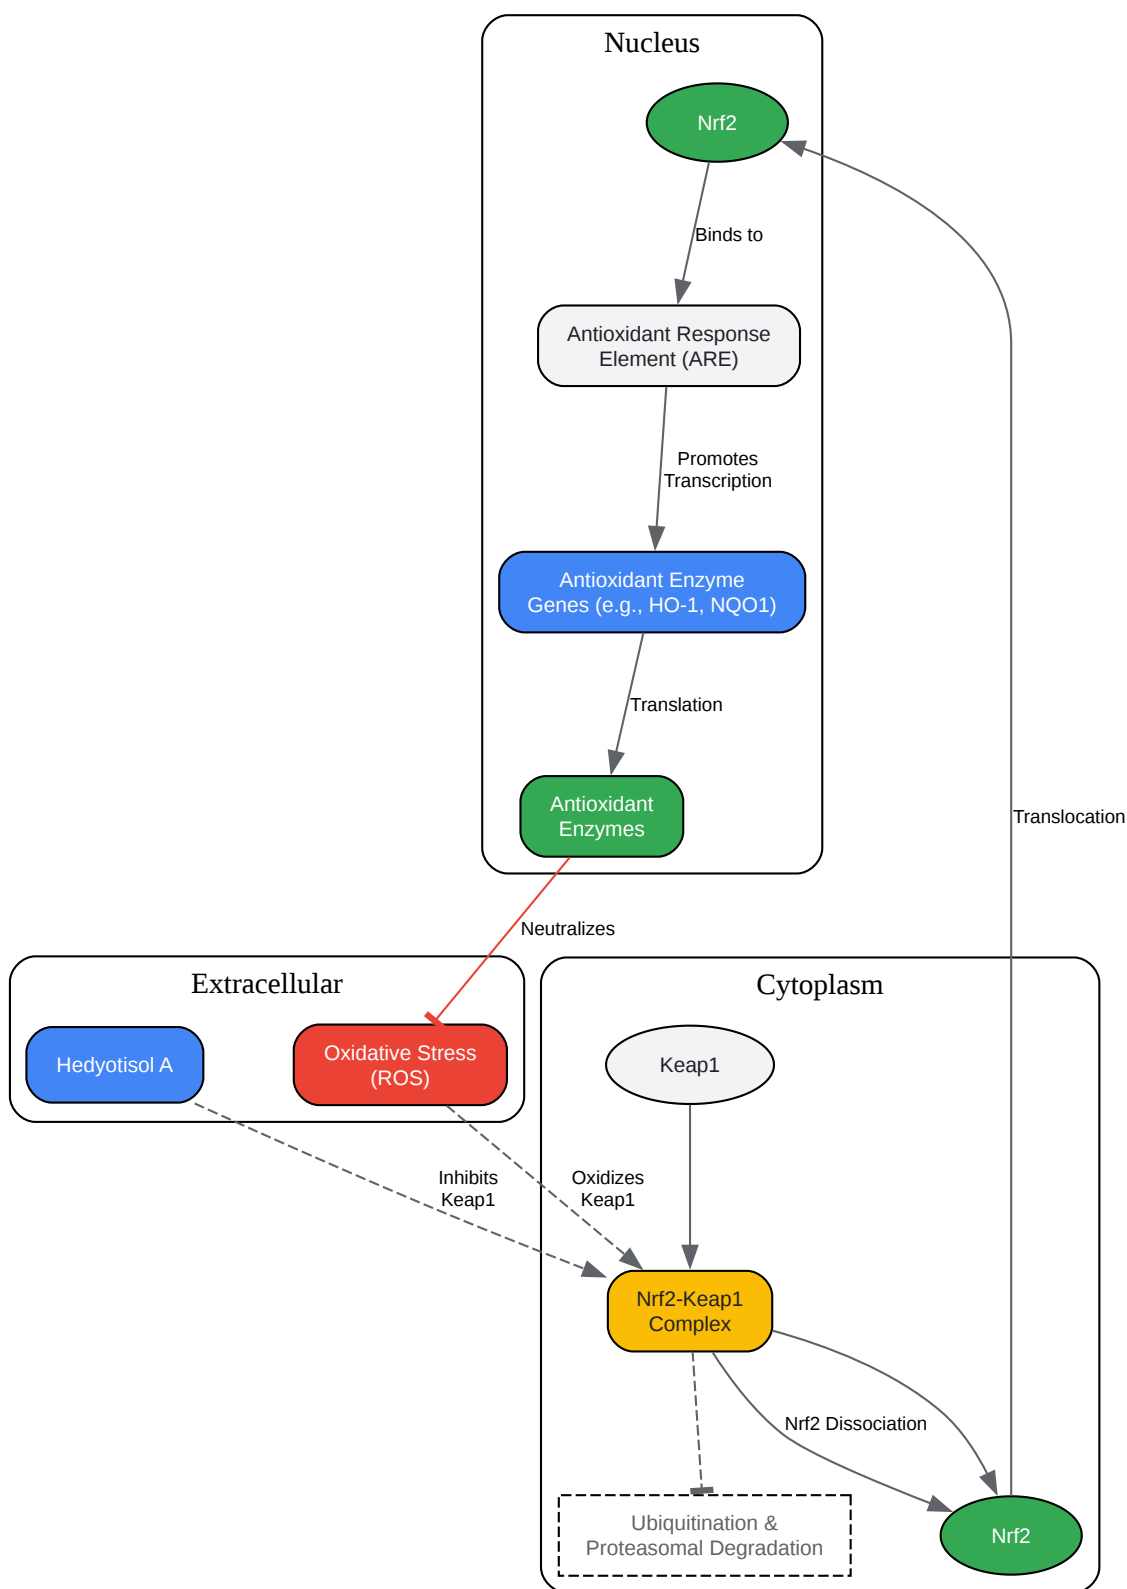 Nucleus
Nrf2
Binds to
Antioxidant Response
Element (ARE)
Promotes
Transcription
Antioxidant Enzyme
Genes (e.g., HO-1, NQO1)
Translation
Antioxidant
Enzymes
Translocation
Neutralizes
Extracellular
Hedyotisol A
Oxidative Stress
(ROS)
Cytoplasm
Keap1
Inhibits
Keap1
Oxidizes
Keap1
Nrf2-Keap1
Complex
Nrf2 Dissociation
Ubiquitination &
Proteasomal Degradation
Nrf2